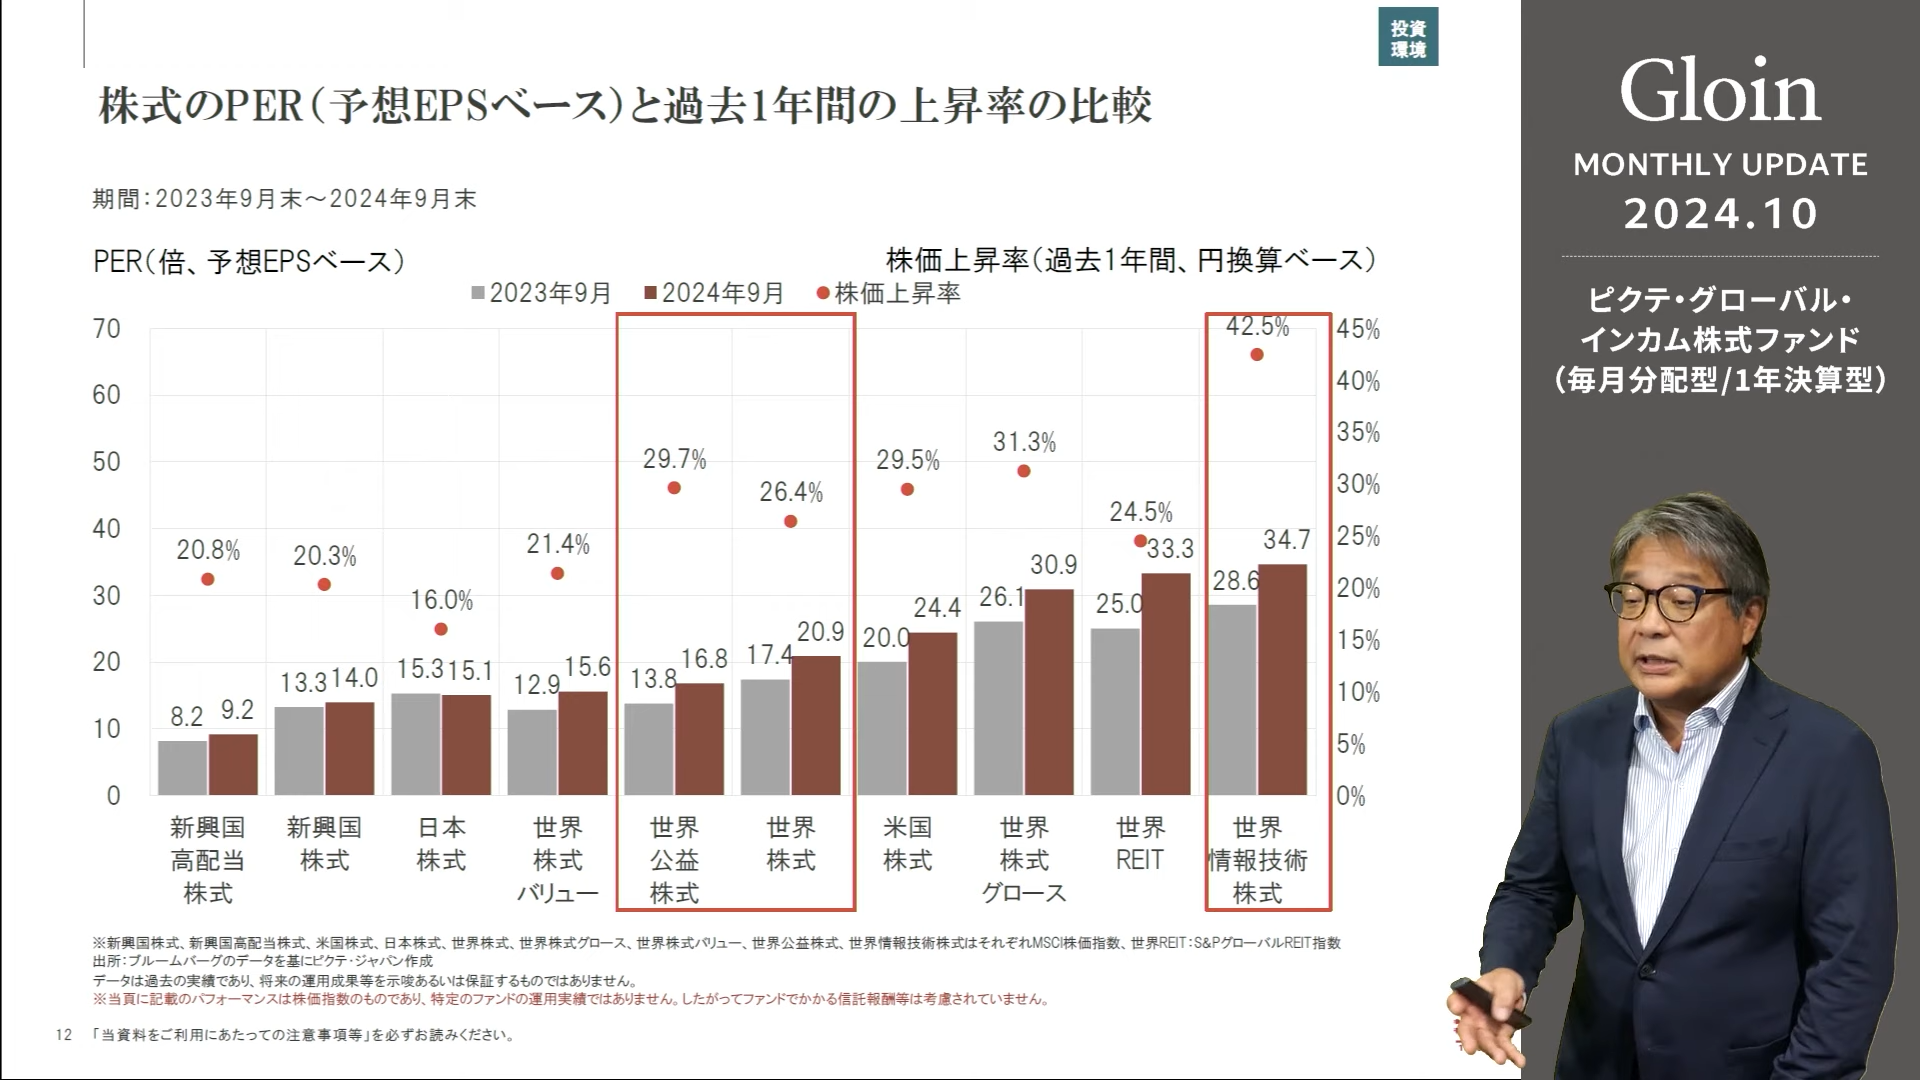 投資
環境
株式のPER（予想EPSベース）と過去1年間の上昇率の比較
期間：2023年9月末～2024年9月末
PER（倍、予想EPSベース）
株価上昇率（過去1年間、円換算ベース）
2023年9月 2024年9月 株価上昇率
70
60
50
40
30
20
10
0
45%
40%
35%
30%
25%
20%
15%
10%
5%
0%
20.8%
20.3%
16.0%
21.4%
29.7%
26.4%
29.5%
31.3%
24.5%
42.5%
8.2 9.2
13.3 14.0
15.3 15.1
12.9 15.6
13.8 16.8
17.4 20.9
20.0 24.4
26.1 30.9
25.0 33.3
28.6 34.7
新興国
高配当
株式
新興国
株式
日本
株式
世界
株式
バリュー
世界
公益
株式
世界
株式
米国
株式
世界
株式
グロース
世界
REIT
世界
情報技術
株式
※新興国株式、新興国高配当株式、米国株式、日本株式、世界株式、世界株式グロース、世界株式バリュー、世界公益株式、世界情報技術株式はそれぞれMSCI株価指数、世界REIT：S&PグローバルREIT指数
出所：ブルームバーグのデータを基にピクテ・ジャパン作成
データは過去の実績であり、将来の運用成果等を示唆あるいは保証するものではありません。
※当頁に記載のパフォーマンスは株価指数のものであり、特定のファンドの運用実績ではありません。したがってファンドでかかる信託報酬等は考慮されていません。
12 「当資料をご利用にあたっての注意事項等」を必ずお読みください。
Gloin
MONTHLY UPDATE
2024.10
ピクテ・グローバル・
インカム株式ファンド
（毎月分配型/1年決算型）